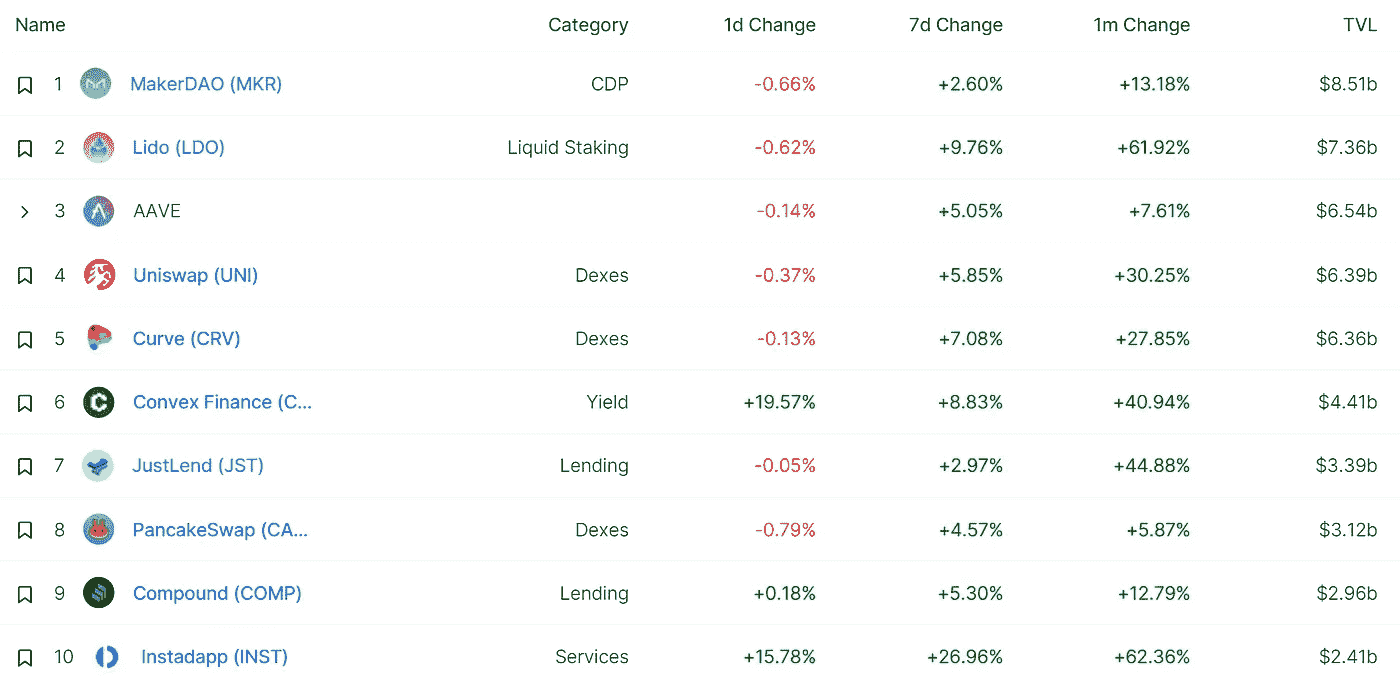 Name Category 1d Change 7d Change 1m Change TVL
1 MakerDAO (MKR) CDP -0.66% +2.60% +13.18% $8.51b
2 Lido (LDO) Liquid Staking -0.62% +9.76% +61.92% $7.36b
3 AAVE -0.14% +5.05% +7.61% $6.54b
4 Uniswap (UNI) Dexes -0.37% +5.85% +30.25% $6.39b
5 Curve (CRV) Dexes -0.13% +7.08% +27.85% $6.36b
6 Convex Finance (C... Yield +19.57% +8.83% +40.94% $4.41b
7 JustLend (JST) Lending -0.05% +2.97% +44.88% $3.39b
8 PancakeSwap (CA... Dexes -0.79% +4.57% +5.87% $3.12b
9 Compound (COMP) Lending +0.18% +5.30% +12.79% $2.96b
10 Instadapp (INST) Services +15.78% +26.96% +62.36% $2.41b